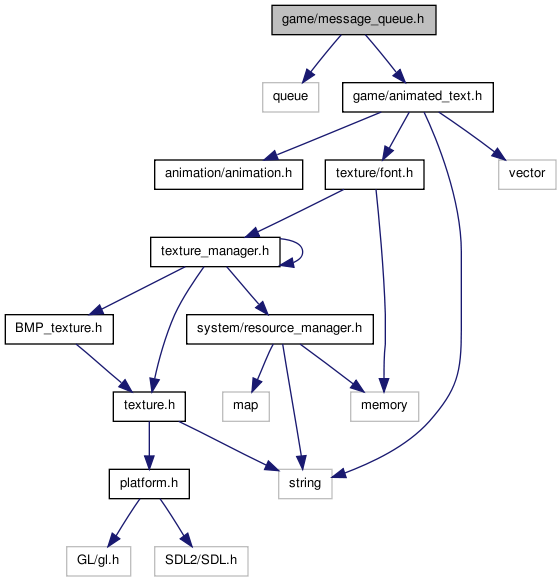 game/message_queue.h
queue
game/animated_text.h
animation/animation.h
texture/font.h
vector
texture_manager.h
BMP_texture.h
system/resource_manager.h
texture.h
map
memory
platform.h
string
GL/gl.h
SDL2/SDL.h